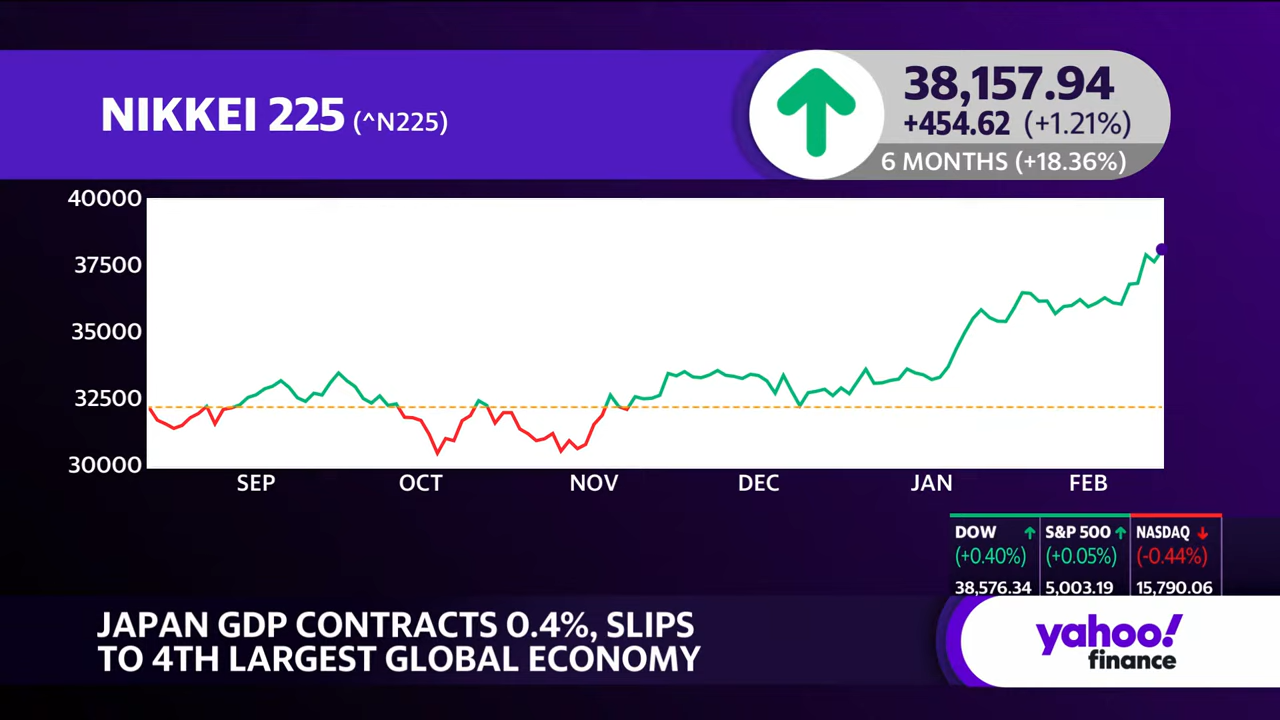 NIKKEI 225 (^N225)
38,157.94
+454.62 (+1.21%)
6 MONTHS (+18.36%)
40000
37500
35000
32500
30000
SEP OCT NOV DEC JAN FEB
DOW S&P 500 NASDAQ
(+0.40%) (+0.05%) (-0.44%)
38,576.34 5,003.19 15,790.06
JAPAN GDP CONTRACTS 0.4%, SLIPS
TO 4TH LARGEST GLOBAL ECONOMY
yahoo!
finance